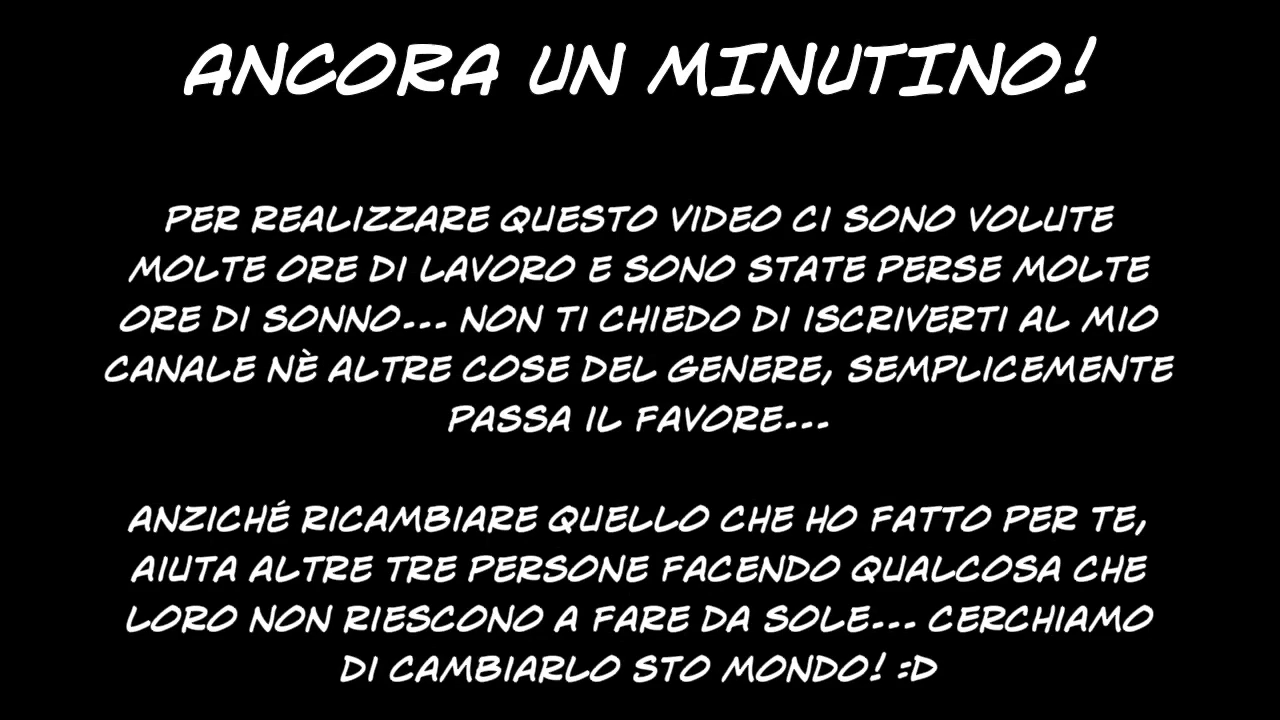 ANCORA UN MINUTINO!
PER REALIZZARE QUESTO VIDEO CI SONO VOLUTE
MOLTE ORE DI LAVORO E SONO STATE PERSE MOLTE
ORE DI SONNO... NON TI CHIEDO DI ISCRIVERTI AL MIO
CANALE NÈ ALTRE COSE DEL GENERE, SEMPLICEMENTE
PASSA IL FAVORE...
ANZICHÉ RICAMBIARE QUELLO CHE HO FATTO PER TE,
AIUTA ALTRE TRE PERSONE FACENDO QUALCOSA CHE
LORO NON RIESCONO A FARE DA SOLE... CERCHIAMO
DI CAMBIARLO STO MONDO! :D